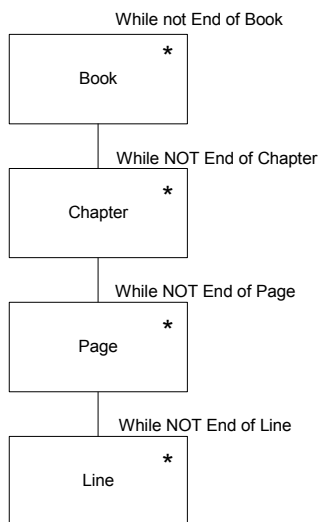 While not End of Book
*
Book
While NOT End of Chapter
*
Chapter
While NOT End of Page
*
Page
While NOT End of Line
*
Line